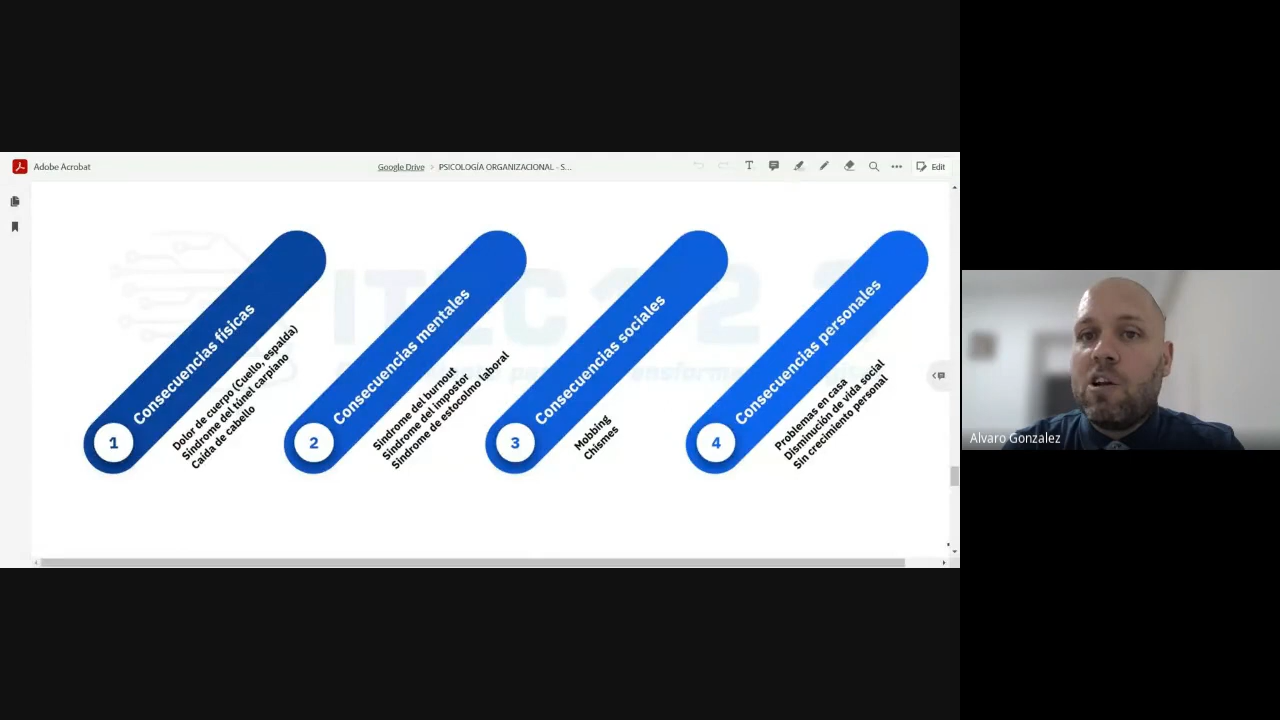 Adobe Acrobat
Google Drive > PSICOLOGÍA ORGANIZACIONAL - S...
Edit
1
Consecuencias físicas
Dolor de cuerpo (Cuello, espalda)
Síndrome del túnel carpiano
Caída de cabello
2
Consecuencias mentales
Síndrome del burnout
Síndrome del impostor
Síndrome de estocolmo laboral
3
Consecuencias sociales
Mobbing
Chismes
4
Consecuencias personales
Problemas en casa
Disminución de vida social
Sin crecimiento personal
Alvaro Gonzalez